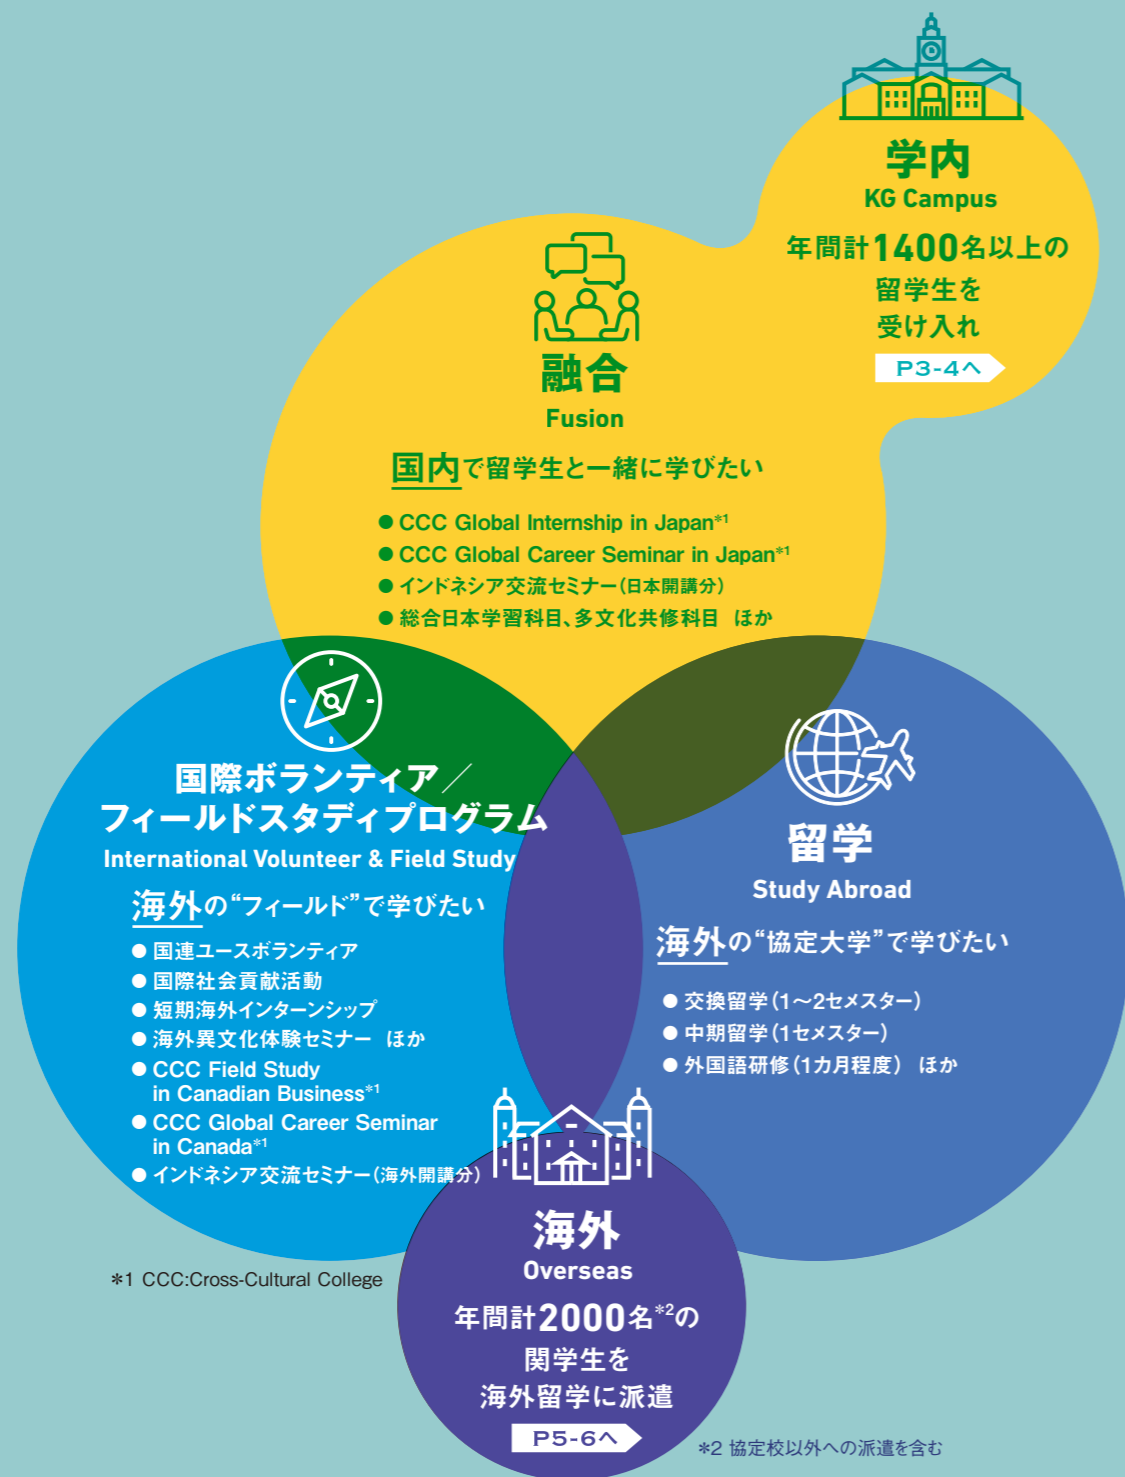 学内
KG Campus
年間計1400名以上の
留学生を
受け入れ
P3-4へ
融合
Fusion
国内で留学生と一緒に学びたい
● CCC Global Internship in Japan*1
● CCC Global Career Seminar in Japan*1
● インドネシア交流セミナー(日本開講分)
● 総合日本学習科目、多文化共修科目 ほか
国際ボランティア／
フィールドスタディプログラム
International Volunteer & Field Study
海外の“フィールド”で学びたい
● 国連ユースボランティア
● 国際社会貢献活動
● 短期海外インターンシップ
● 海外異文化体験セミナー ほか
● CCC Field Study
in Canadian Business*1
● CCC Global Career Seminar
in Canada*1
● インドネシア交流セミナー(海外開講分)
留学
Study Abroad
海外の“協定大学”で学びたい
● 交換留学(1〜2セメスター)
● 中期留学(1セメスター)
● 外国語研修(1カ月程度) ほか
*1 CCC:Cross-Cultural College
海外
Overseas
年間計2000名*2の
関学生を
海外留学に派遣
P5-6へ
*2 協定校以外への派遣を含む